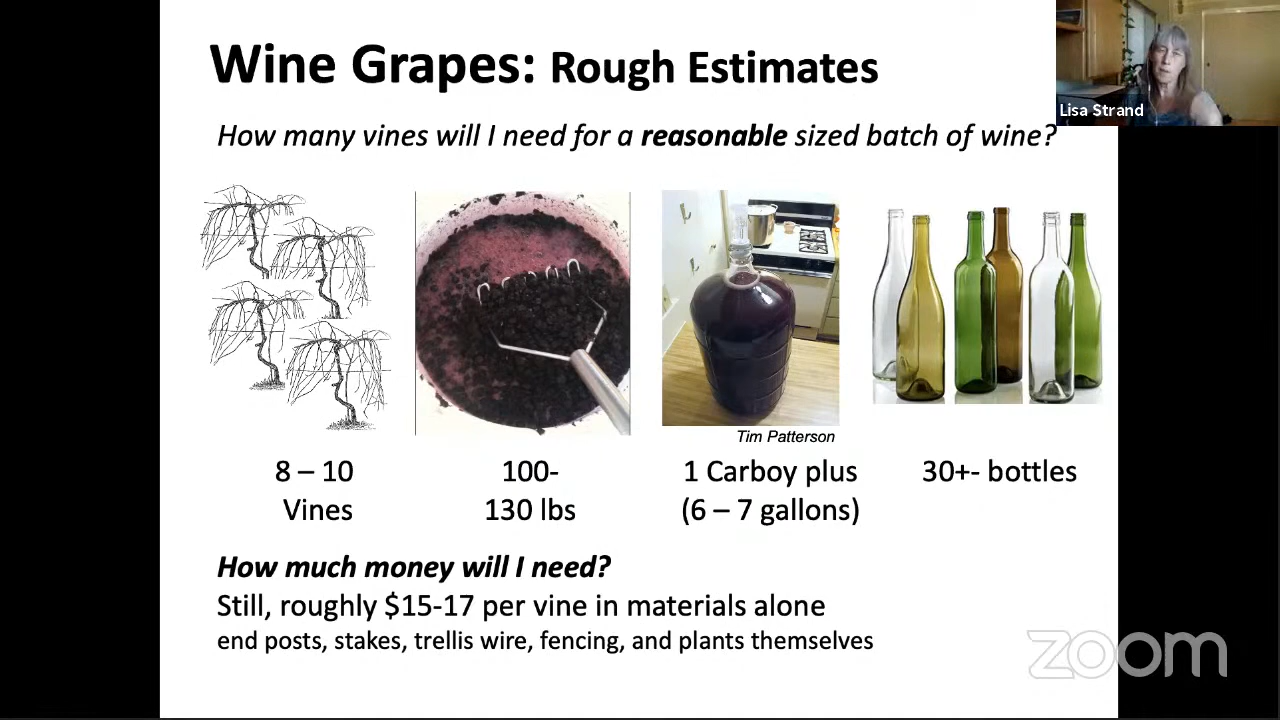 Wine Grapes: Rough Estimates
Lisa Strand
How many vines will I need for a reasonable sized batch of wine?
Tim Patterson
8 – 10
Vines
100-
130 lbs
1 Carboy plus
(6 – 7 gallons)
30+- bottles
How much money will I need?
Still, roughly $15-17 per vine in materials alone
end posts, stakes, trellis wire, fencing, and plants themselves
zoom